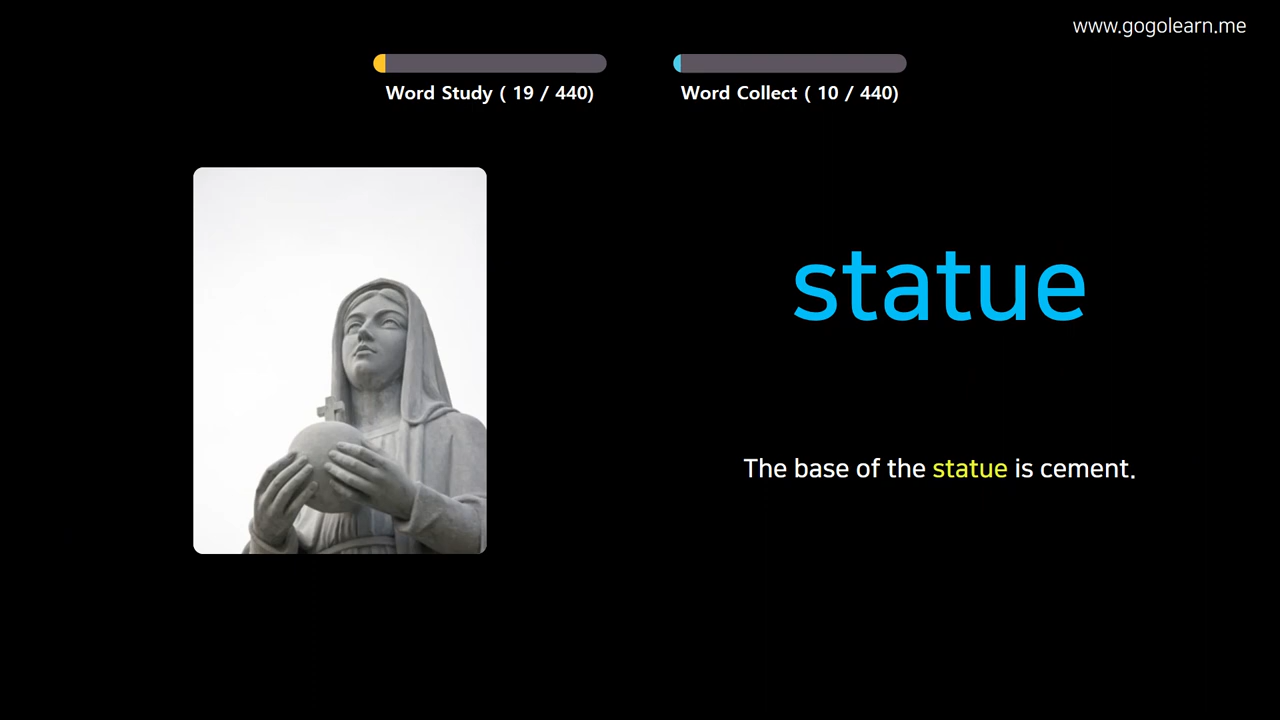 www.gogolearn.me
Word Study ( 19 / 440)
Word Collect ( 10 / 440)
statue
The base of the statue is cement.